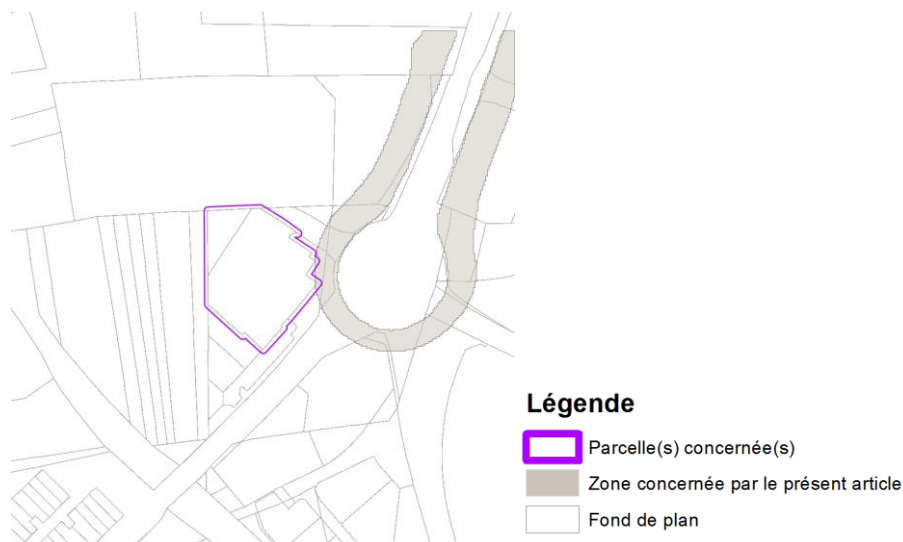 Légende
Parcelle(s) concernée(s)
Zone concernée par le présent article
Fond de plan